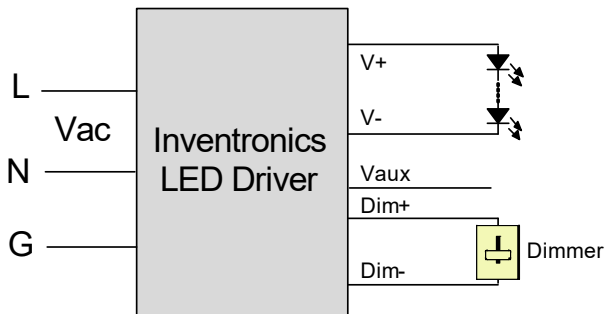 L
Vac
N
G
Inventronics
LED Driver
V+
V-
Vaux
Dim+
Dim-
Dimmer